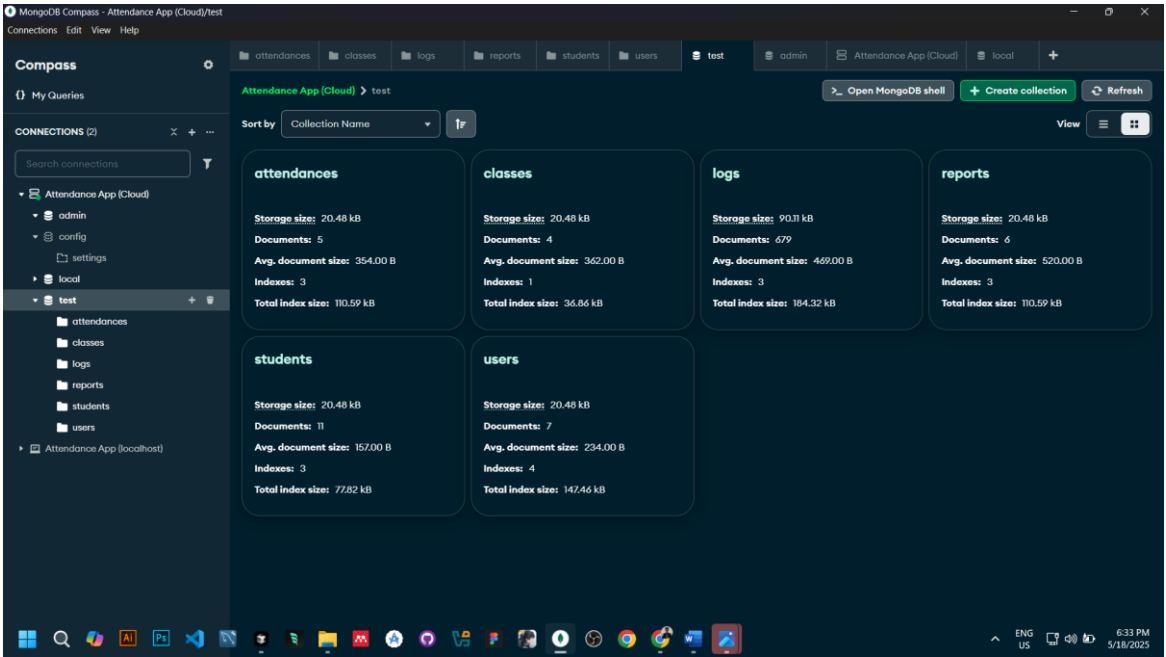 MongoDB Compass - Attendance App (Cloud)/test
Connections Edit View Help
Compass
My Queries
CONNECTIONS (2)
Search connections
Attendance App (Cloud)
admin
config
settings
local
test
attendances
classes
logs
reports
students
users
Attendance App (localhost)
attendances classes logs reports students users test admin Attendance App (Cloud) local
Attendance App (Cloud) test
>_ Open MongoDB shell
Create collection
Refresh
Sort by Collection Name
View
attendances
Storage size: 20.48 kB
Documents: 5
Avg. document size: 354.00 B
Indexes: 3
Total index size: 110.59 kB
classes
Storage size: 20.48 kB
Documents: 4
Avg. document size: 362.00 B
Indexes: 1
Total index size: 36.86 kB
logs
Storage size: 90.11 kB
Documents: 679
Avg. document size: 469.00 B
Indexes: 3
Total index size: 184.32 kB
reports
Storage size: 20.48 kB
Documents: 6
Avg. document size: 520.00 B
Indexes: 3
Total index size: 110.59 kB
students
Storage size: 20.48 kB
Documents: 11
Avg. document size: 157.00 B
Indexes: 3
Total index size: 77.82 kB
users
Storage size: 20.48 kB
Documents: 7
Avg. document size: 234.00 B
Indexes: 4
Total index size: 147.46 kB
Ai
Ps
ENG
US
6:33 PM
5/18/2025